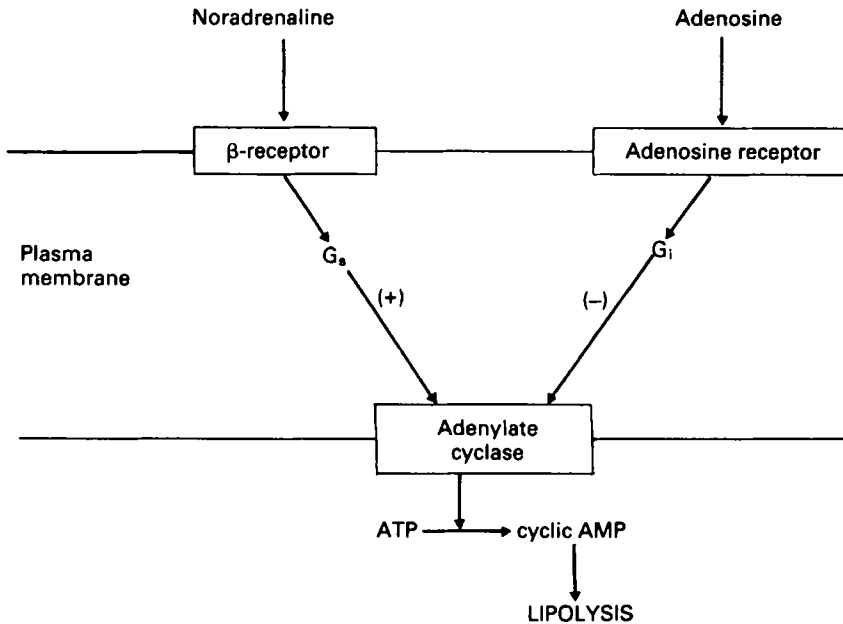 Noradrenaline
Adenosine
β-receptor
Adenosine receptor
Plasma
membrane
Gs
Gi
(+)
(–)
Adenylate
cyclase
ATP
cyclic AMP
LIPOLYSIS